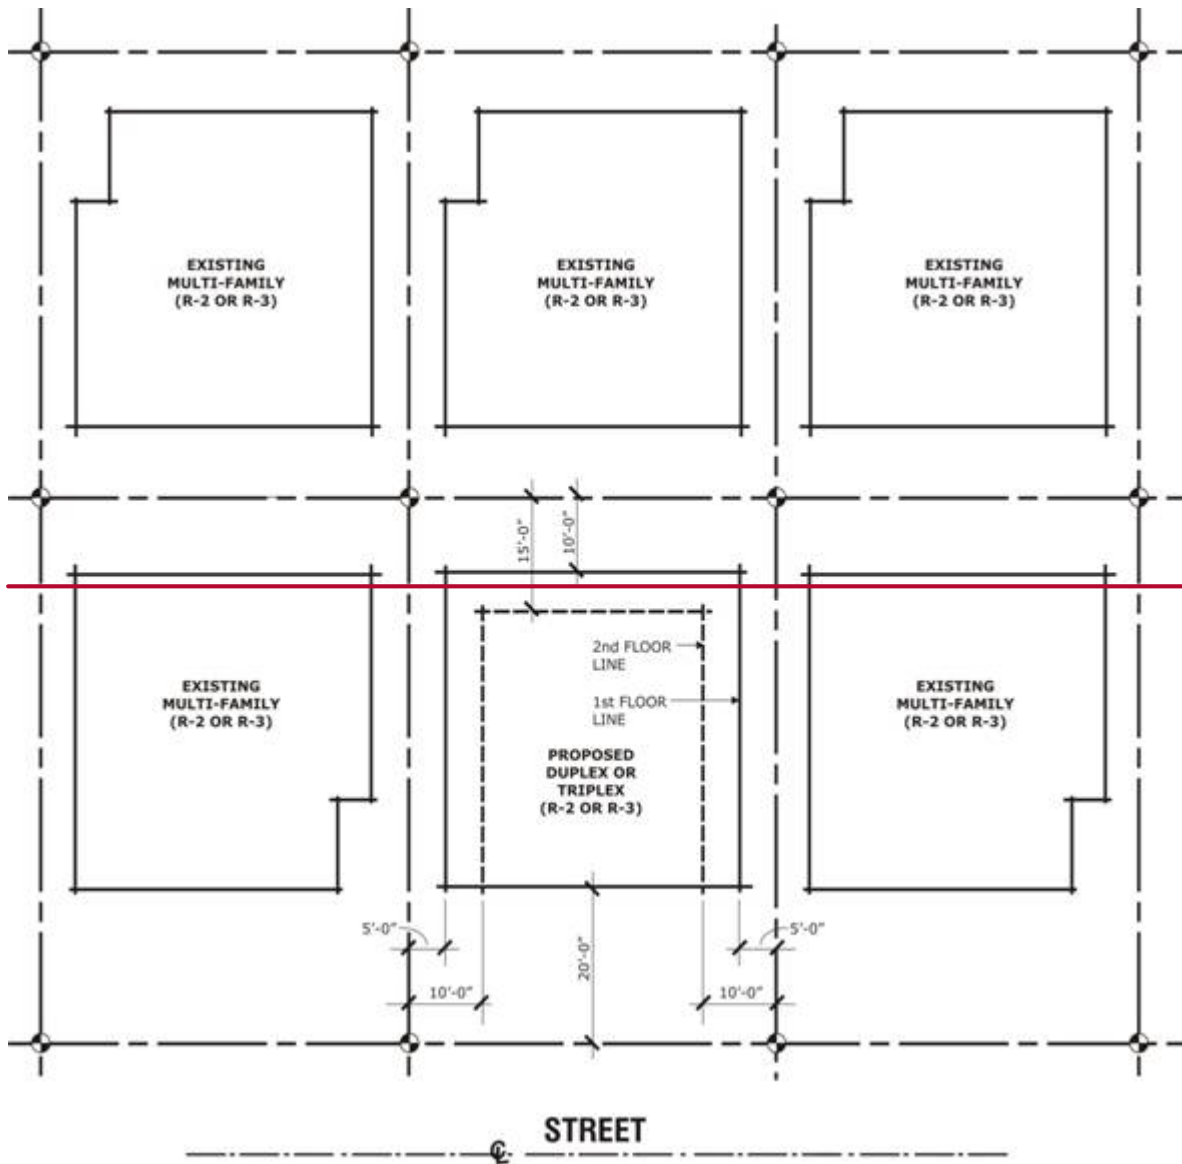 EXISTING
MULTI-FAMILY
(R-2 OR R-3)
EXISTING
MULTI-FAMILY
(R-2 OR R-3)
EXISTING
MULTI-FAMILY
(R-2 OR R-3)
15'-0"
10'-0"
2nd FLOOR
LINE
1st FLOOR
LINE
EXISTING
MULTI-FAMILY
(R-2 OR R-3)
PROPOSED
DUPLEX OR
TRIPLEX
(R-2 OR R-3)
EXISTING
MULTI-FAMILY
(R-2 OR R-3)
5'-0"
20'-0"
5'-0"
10'-0"
10'-0"
STREET
℄